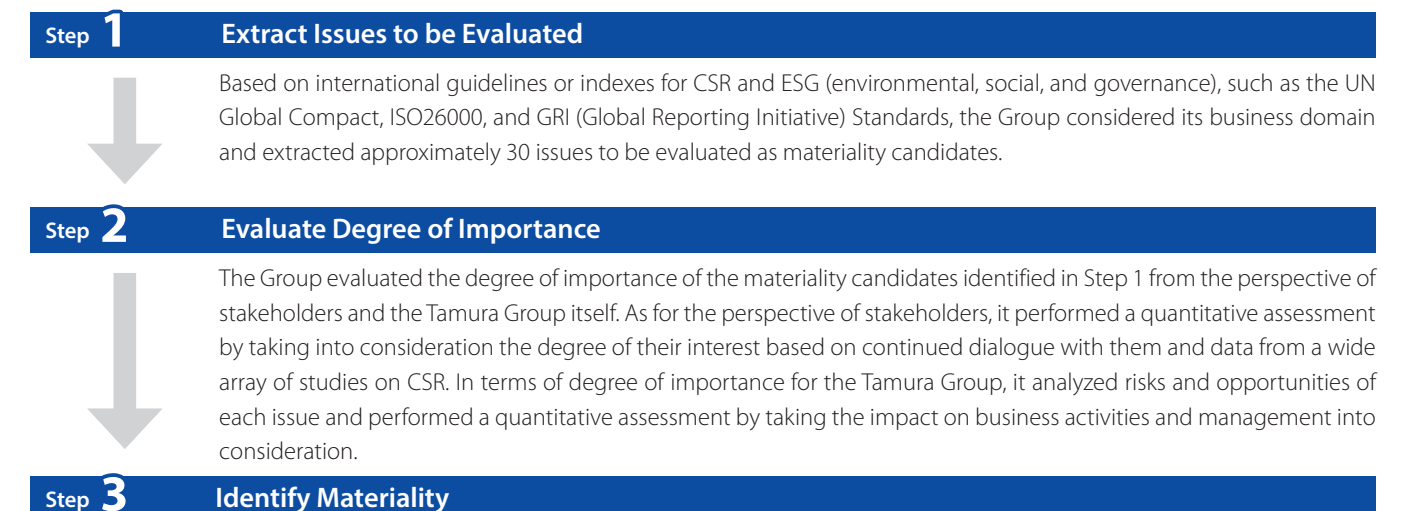 Step 1 Extract Issues to be Evaluated
Based on international guidelines or indexes for CSR and ESG (environmental, social, and governance), such as the UN
Global Compact, ISO26000, and GRI (Global Reporting Initiative) Standards, the Group considered its business domain
and extracted approximately 30 issues to be evaluated as materiality candidates.
Step 2 Evaluate Degree of Importance
The Group evaluated the degree of importance of the materiality candidates identified in Step 1 from the perspective of
stakeholders and the Tamura Group itself. As for the perspective of stakeholders, it performed a quantitative assessment
by taking into consideration the degree of their interest based on continued dialogue with them and data from a wide
array of studies on CSR. In terms of degree of importance for the Tamura Group, it analyzed risks and opportunities of
each issue and performed a quantitative assessment by taking the impact on business activities and management into
consideration.
Step 3 Identify Materiality